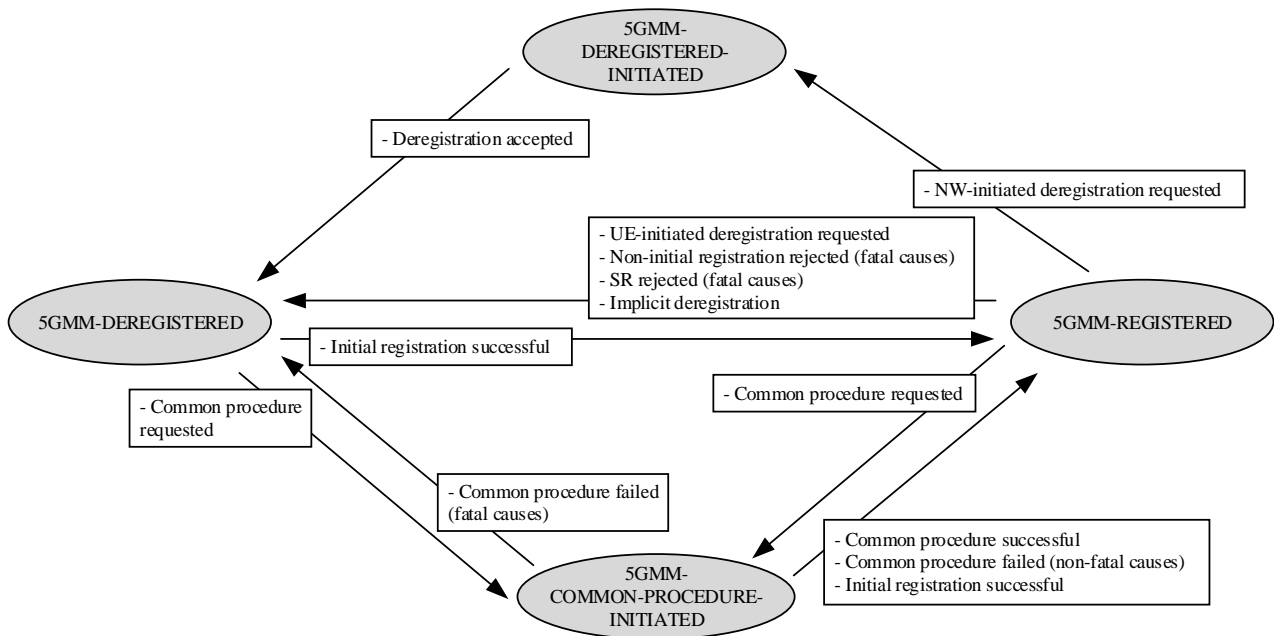 5GMM-
DEREGISTERED-
INITIATED
- Deregistration accepted
- NW-initiated deregistration requested
- UE-initiated deregistration requested
- Non-initial registration rejected (fatal causes)
- SR rejected (fatal causes)
- Implicit deregistration
5GMM-DEREGISTERED
5GMM-REGISTERED
- Initial registration successful
- Common procedure
requested
- Common procedure requested
- Common procedure failed
(fatal causes)
- Common procedure successful
- Common procedure failed (non-fatal causes)
- Initial registration successful
5GMM-
COMMON-PROCEDURE-
INITIATED